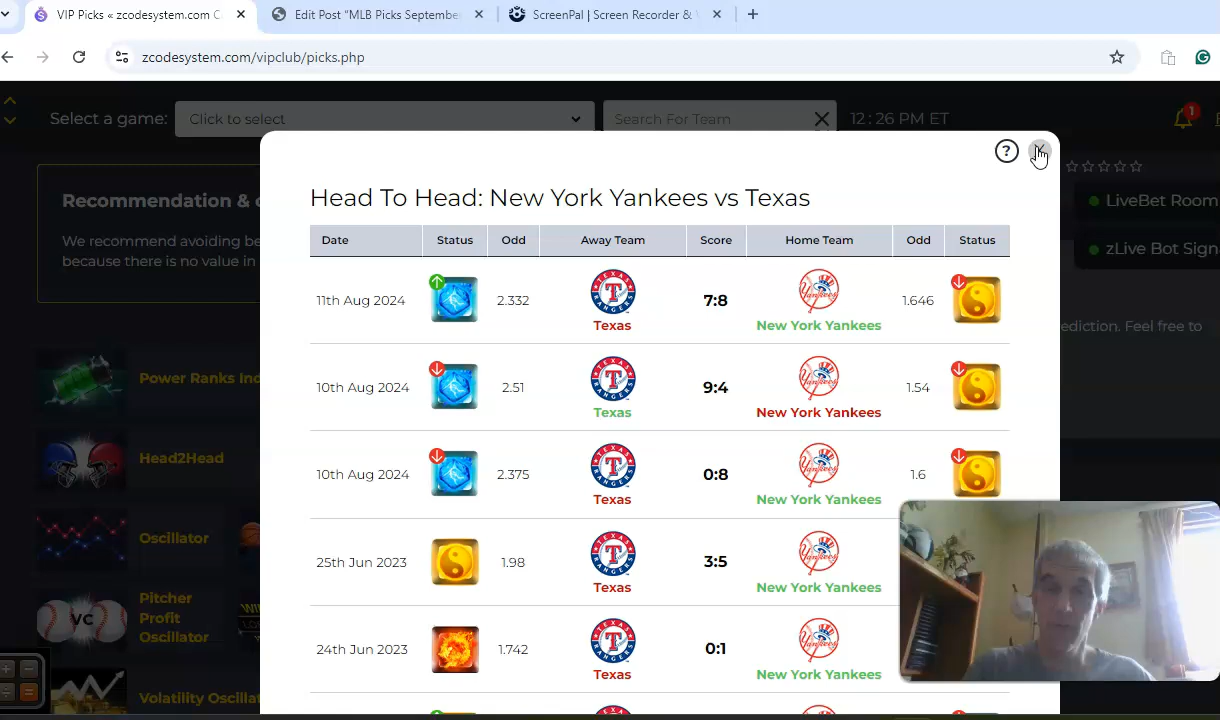 VIP Picks « zcodesystem.com C
Edit Post "MLB Picks Septembe
ScreenPal | Screen Recorder &
zcodesystem.com/vipclub/picks.php
Select a game:
Click to select
Search For Team
12:26 PM ET
1
Recommendation &
We recommend avoiding be
because there is no value in
LiveBet Room
zLive Bot Sign
ediction. Feel free to
Power Ranks Ind
Head2Head
Oscillator
Pitcher
Profit
Oscillator
VC
Volatility Oscillat
?
Head To Head: New York Yankees vs Texas
Date Status Odd Away Team Score Home Team Odd Status
11th Aug 2024 2.332 Texas 7:8 New York Yankees 1.646
10th Aug 2024 2.51 Texas 9:4 New York Yankees 1.54
10th Aug 2024 2.375 Texas 0:8 New York Yankees 1.6
25th Jun 2023 1.98 Texas 3:5 New York Yankees
24th Jun 2023 1.742 Texas 0:1 New York Yankees